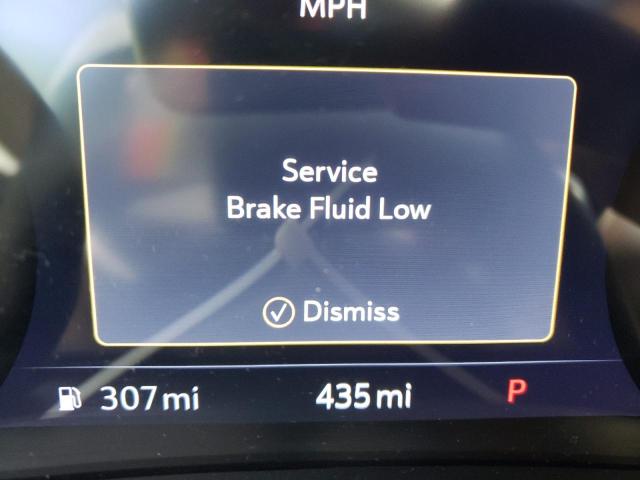 MPH
Service
Brake Fluid Low
Dismiss
307 mi 435 mi P